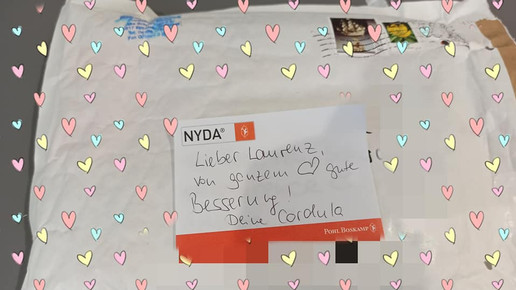 NYDA®
Lieber Laurenz,
von ganzem ♡ gute
Besserung!
Deine Cordula
POHL BOSKAMP